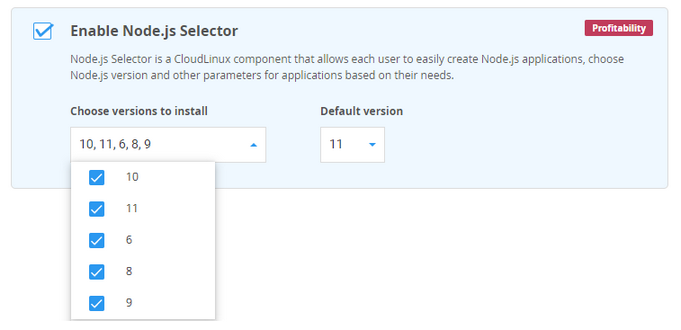 Enable Node.js Selector
Profitability
Node.js Selector is a CloudLinux component that allows each user to easily create Node.js applications, choose
Node.js version and other parameters for applications based on their needs.
Choose versions to install
Default version
10, 11, 6, 8, 9
11
10
11
6
8
9